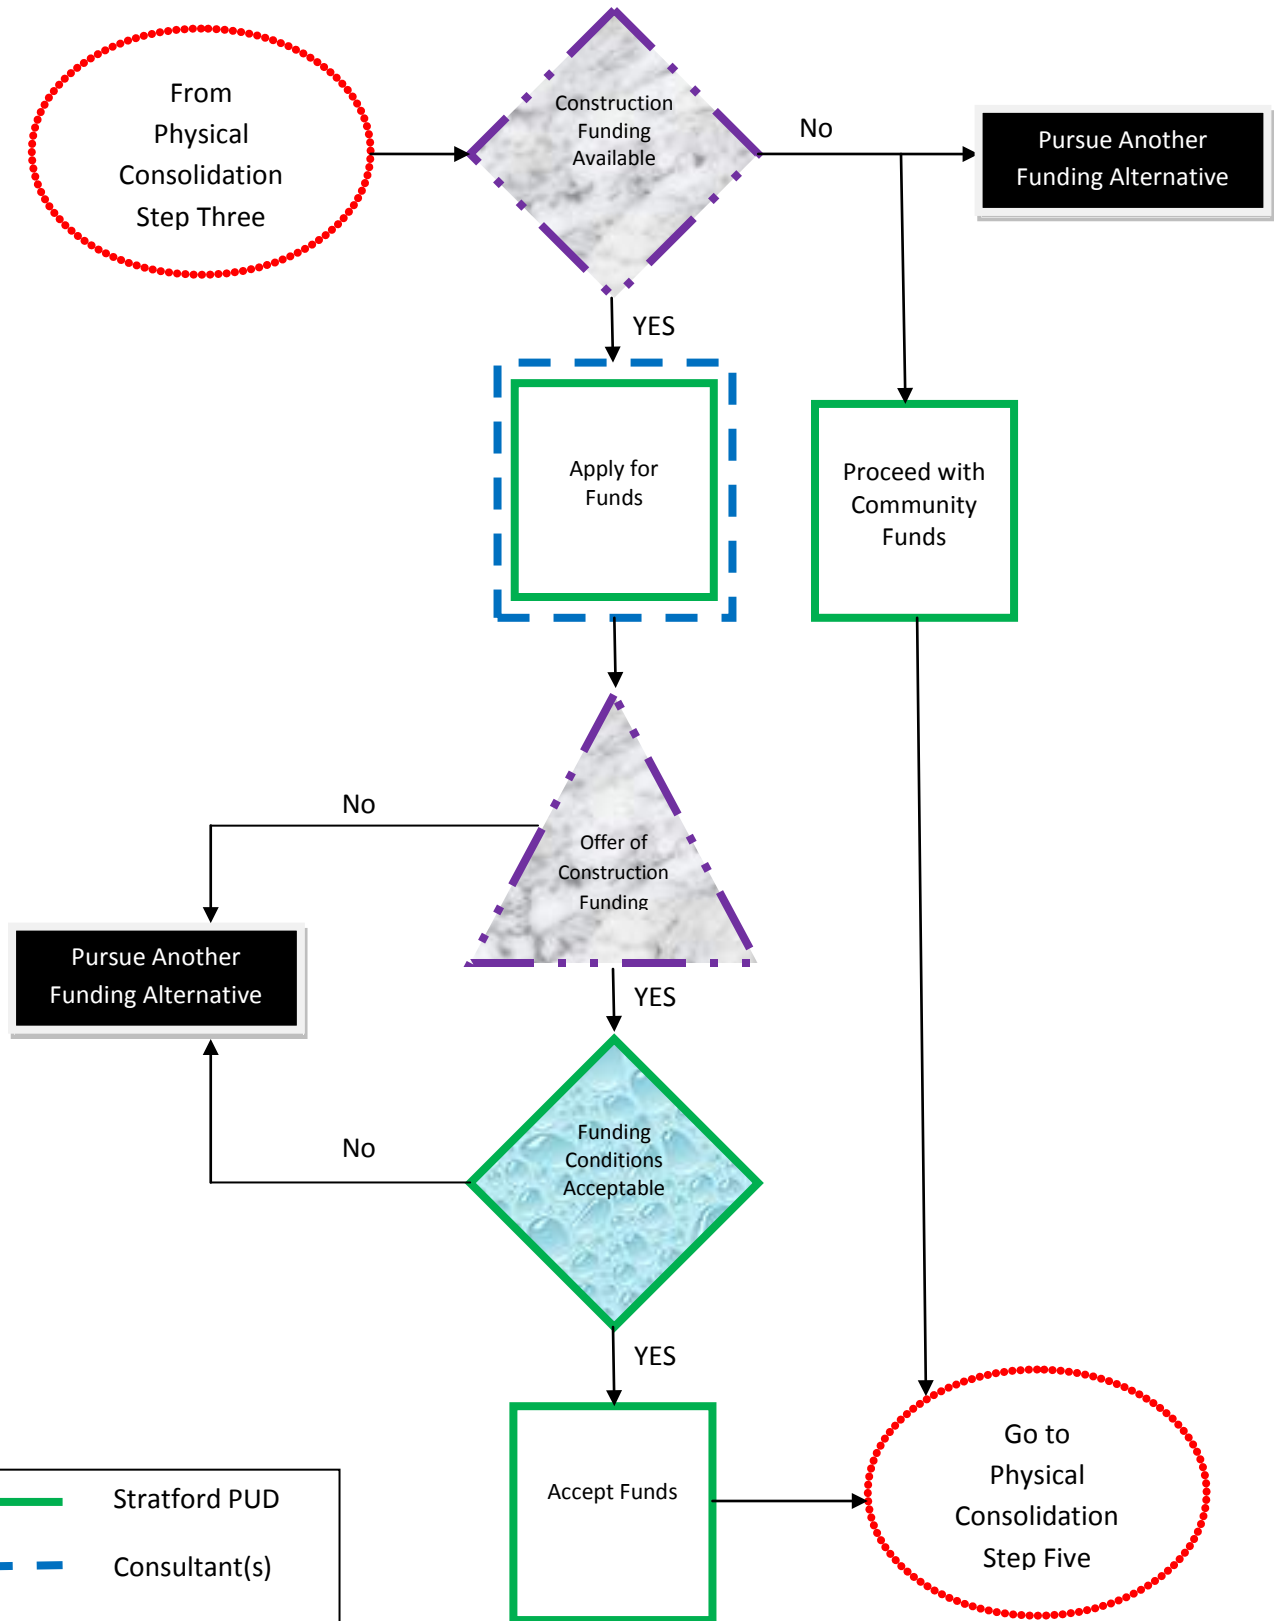 From
Physical
Consolidation
Step Three
Construction
Funding
Available
No
Pursue Another
Funding Alternative
YES
Apply for
Funds
Proceed with
Community
Funds
No
Offer of
Construction
Funding
Pursue Another
Funding Alternative
YES
No
Funding
Conditions
Acceptable
YES
Accept Funds
Go to
Physical
Consolidation
Step Five
Stratford PUD
Consultant(s)